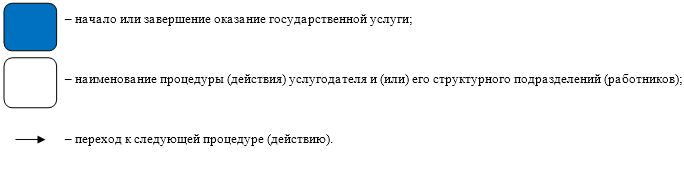 – начало или завершение оказание государственной услуги;
– наименование процедуры (действия) услугодателя и (или) его структурного подразделений (работников);
– переход к следующей процедуре (действию).